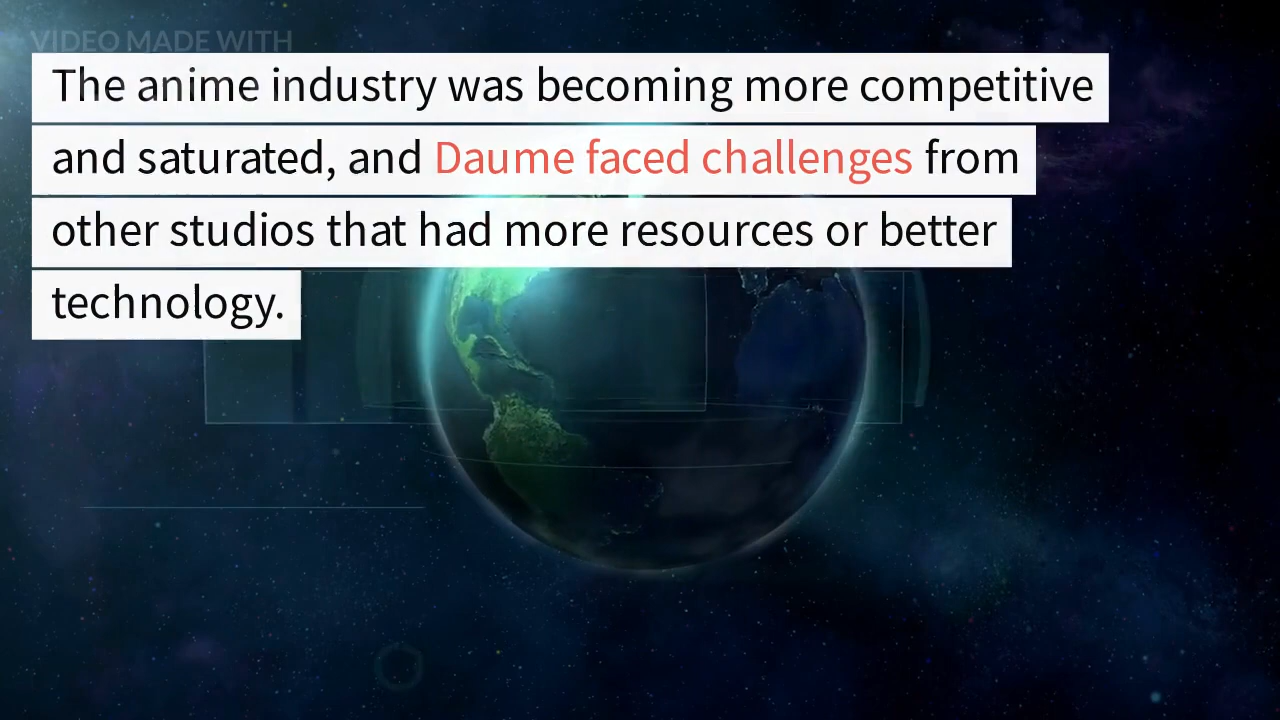 VIDEO MADE WITH
The anime industry was becoming more competitive
and saturated, and Daume faced challenges from
other studios that had more resources or better
technology.